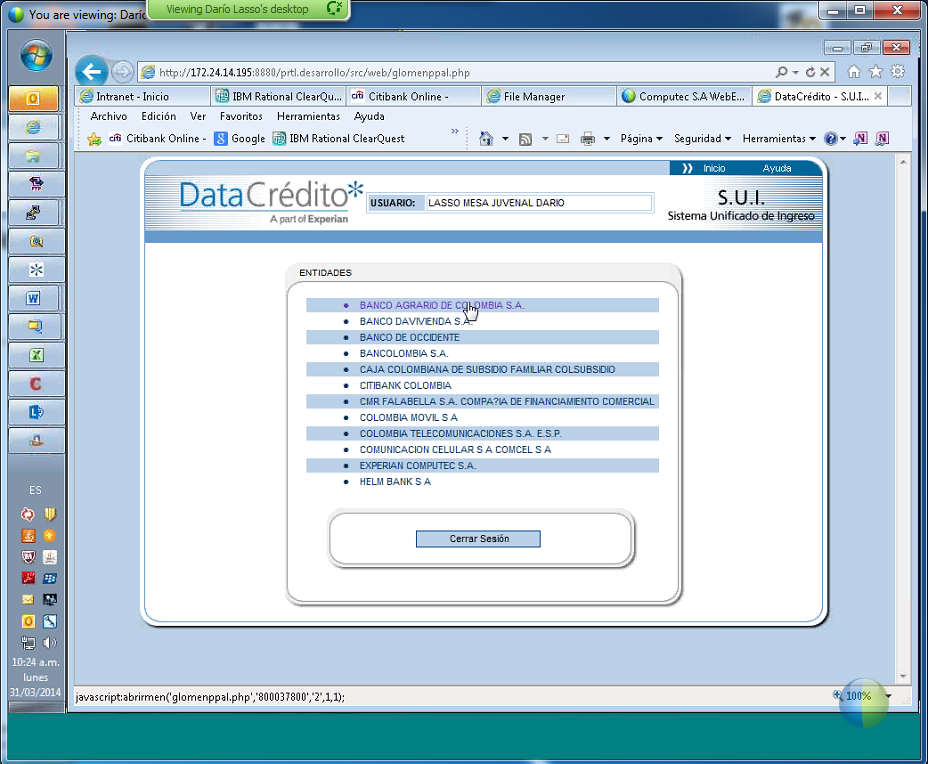 You are viewing: Darío
Viewing Darío Lasso's desktop
http://172.24.14.195:8880/prtl.desarrollo/src/web/glomenppal.php
Intranet - Inicio
IBM Rational ClearQu...
Citibank Online -
File Manager
Computec S.A WebE...
DataCrédito - S.U.I....
Archivo Edición Ver Favoritos Herramientas Ayuda
citi Citibank Online - Google IBM Rational ClearQuest » Página Seguridad Herramientas
Inicio Ayuda
DataCrédito*
A part of Experian
USUARIO: LASSO MESA JUVENAL DARIO
S.U.I.
Sistema Unificado de Ingreso
ENTIDADES
BANCO AGRARIO DE COLOMBIA S.A.
BANCO DAVIVIENDA S.A.
BANCO DE OCCIDENTE
BANCOLOMBIA S.A.
CAJA COLOMBIANA DE SUBSIDIO FAMILIAR COLSUBSIDIO
CITIBANK COLOMBIA
CMR FALABELLA S.A. COMPA?IA DE FINANCIAMIENTO COMERCIAL
COLOMBIA MOVIL S A
COLOMBIA TELECOMUNICACIONES S.A. E.S.P.
COMUNICACION CELULAR S A COMCEL S A
EXPERIAN COMPUTEC S.A.
HELM BANK S A
Cerrar Sesión
ES
10:24 a.m.
lunes
31/03/2014
javascript:abrirmen('glomenppal.php','800037800','2',1,1);
100%